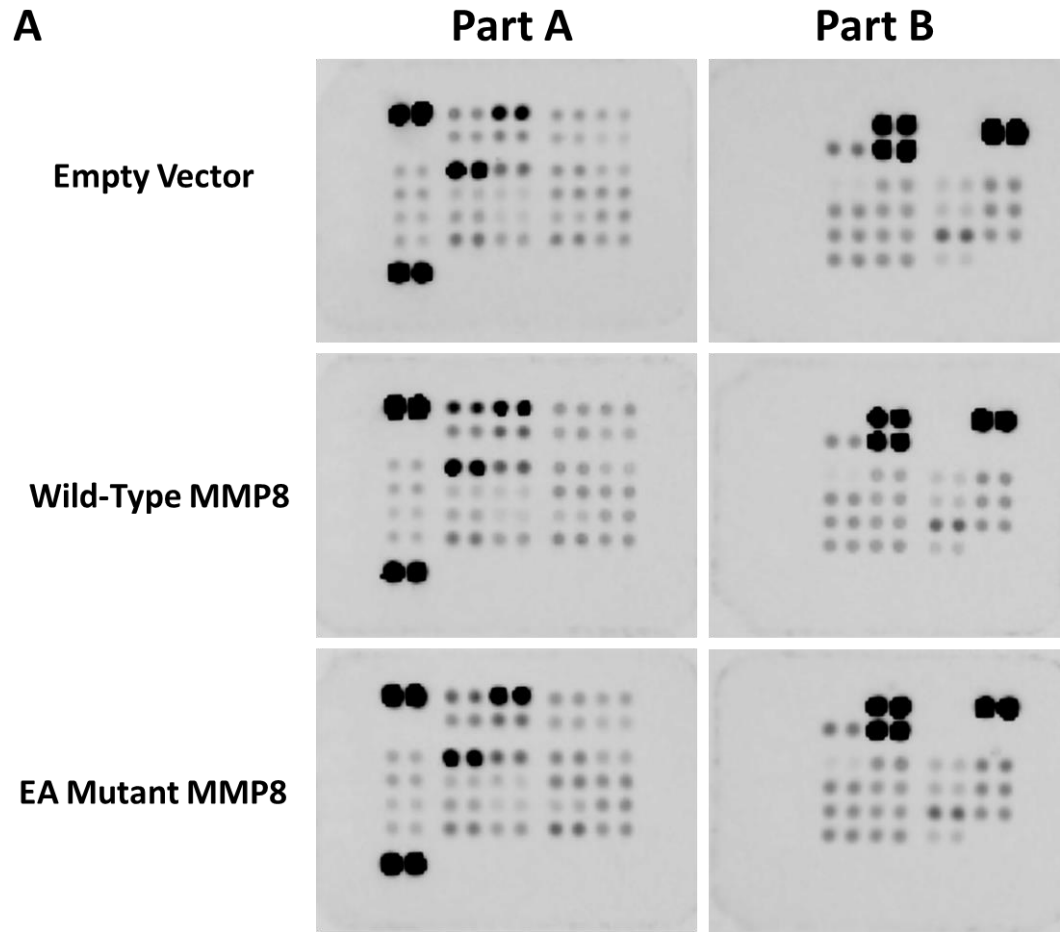 A
Part A
Part B
Empty Vector
Wild-Type MMP8
EA Mutant MMP8